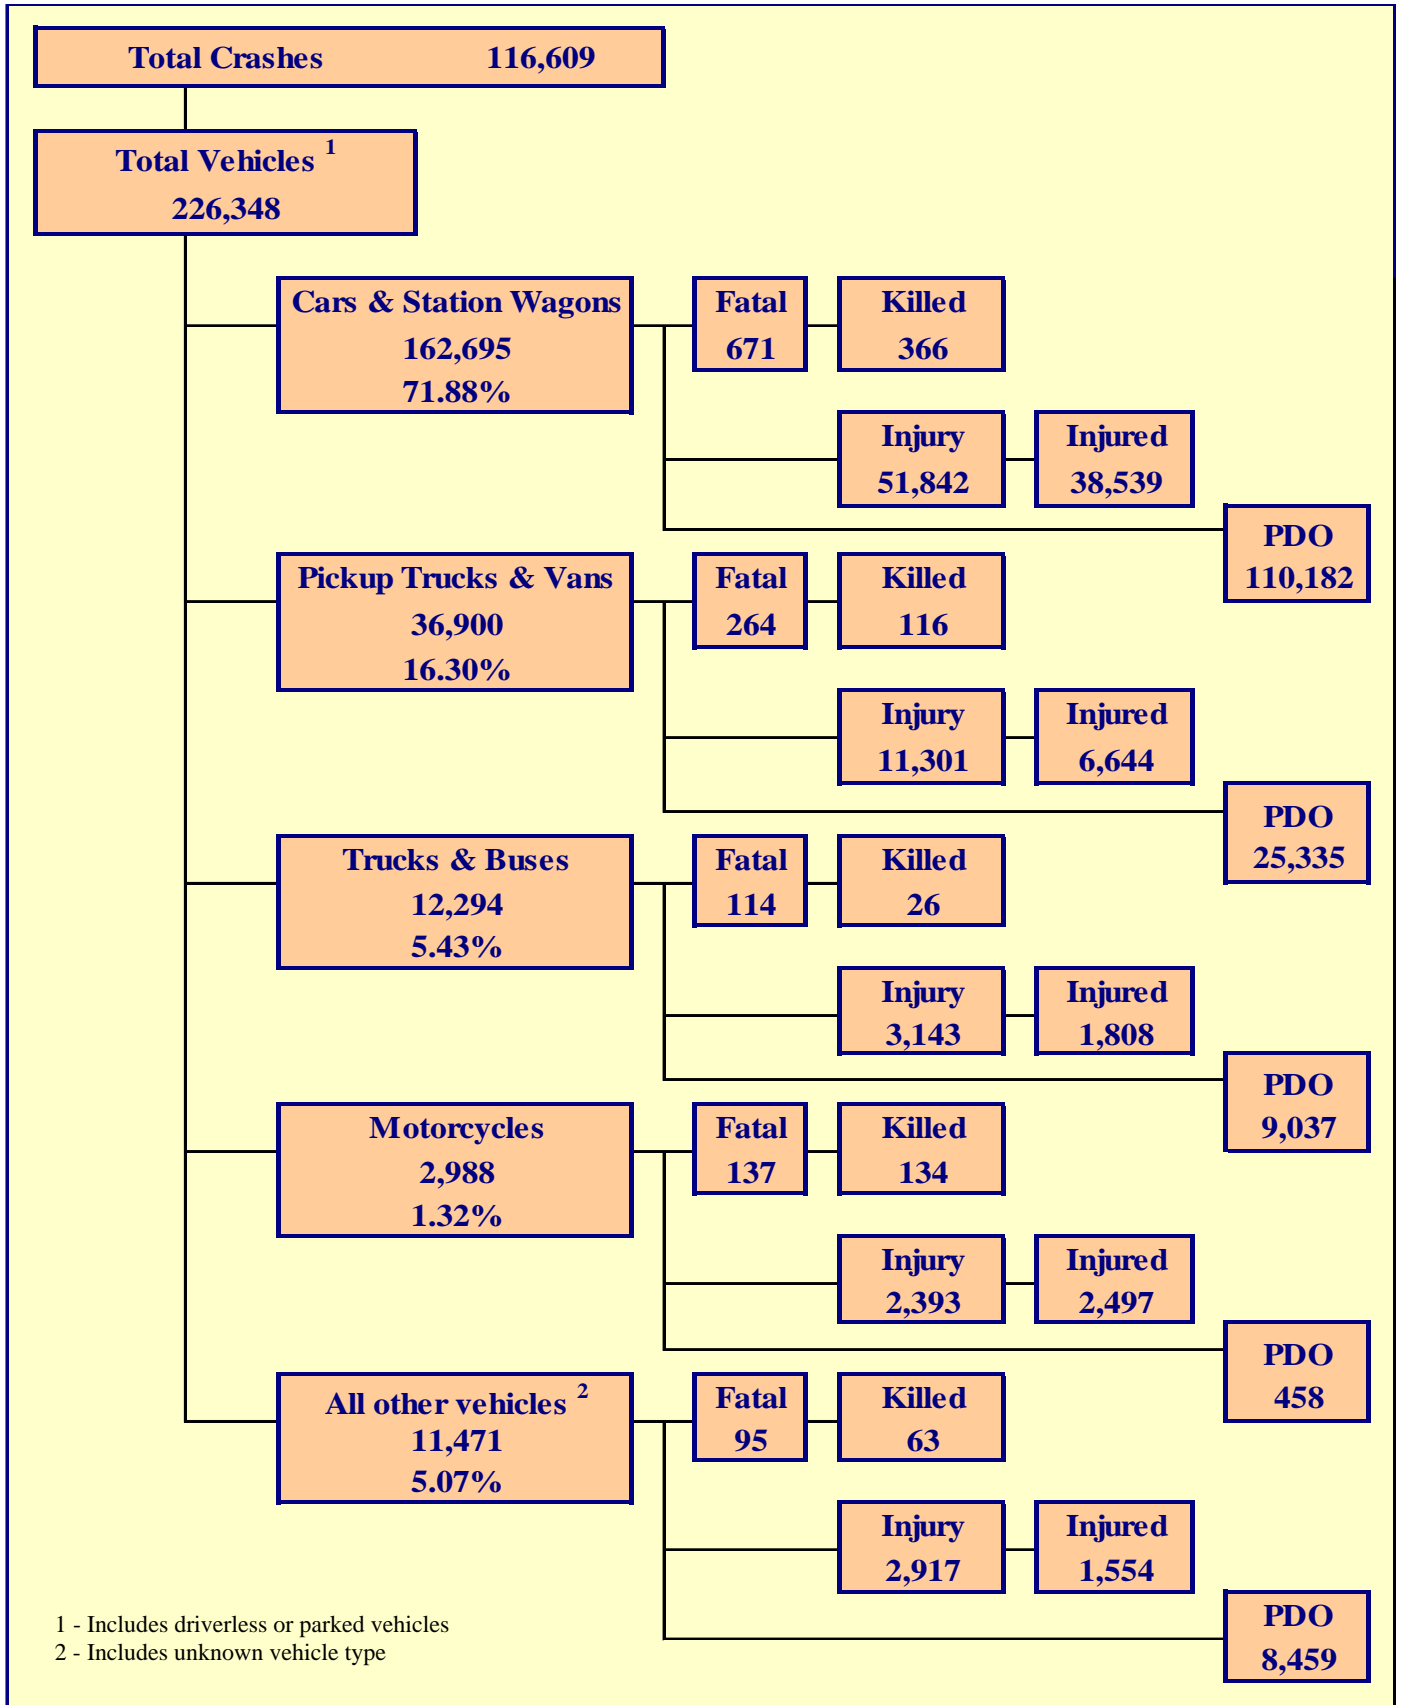 Total Crashes 116,609
Total Vehicles 1
226,348
Cars & Station Wagons
162,695
71.88%
Fatal
671
Killed
366
Injury
51,842
Injured
38,539
PDO
110,182
Pickup Trucks & Vans
36,900
16.30%
Fatal
264
Killed
116
Injury
11,301
Injured
6,644
PDO
25,335
Trucks & Buses
12,294
5.43%
Fatal
114
Killed
26
Injury
3,143
Injured
1,808
PDO
9,037
Motorcycles
2,988
1.32%
Fatal
137
Killed
134
Injury
2,393
Injured
2,497
PDO
458
All other vehicles 2
11,471
5.07%
Fatal
95
Killed
63
Injury
2,917
Injured
1,554
PDO
8,459
1 - Includes driverless or parked vehicles
2 - Includes unknown vehicle type